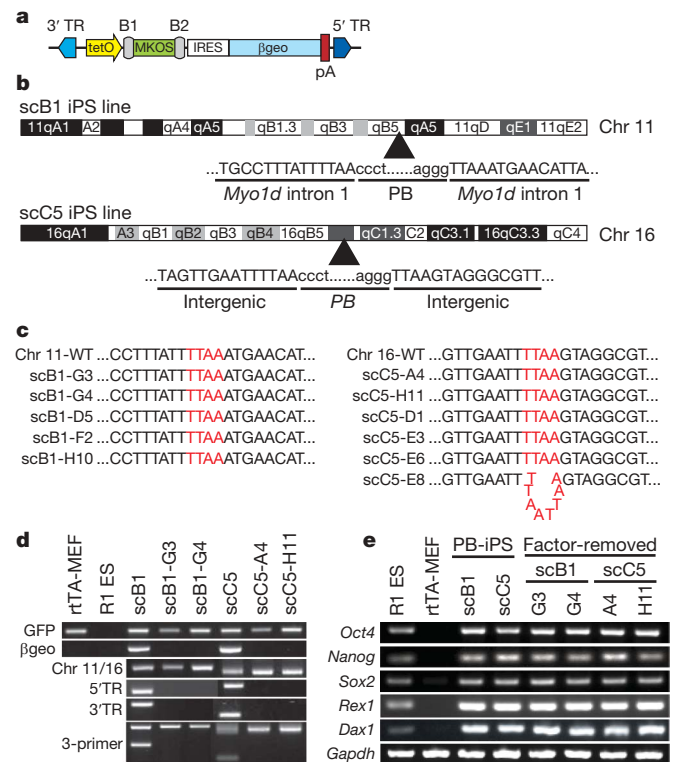 a
3′ TR B1 B2 5′ TR
tetO MKOS IRES βgeo
pA
b
scB1 iPS line
11qA1 A2 qA4 qA5 qB1.3 qB3 qB5 qA5 11qD qE1 11qE2 Chr 11
...TGCCTTTATTTTAAccct......agggTTAAATGAACATTA...
Myo1d intron 1 PB Myo1d intron 1
scC5 iPS line
16qA1 A3 qB1 qB2 qB3 qB4 16qB5 qC1.3 C2 qC3.1 16qC3.3 qC4 Chr 16
...TAGTTGAATTTTAAccct......agggTTAAGTAGGGCGTT...
Intergenic PB Intergenic
c
Chr 11-WT ...CCTTTATTTTAAATGAACAT...
scB1-G3 ...CCTTTATTTTAAATGAACAT...
scB1-G4 ...CCTTTATTTTAAATGAACAT...
scB1-D5 ...CCTTTATTTTAAATGAACAT...
scB1-F2 ...CCTTTATTTTAAATGAACAT...
scB1-H10 ...CCTTTATTTTAAATGAACAT...
Chr 16-WT ...GTTGAATTTTAAGTAGGCGT...
scC5-A4 ...GTTGAATTTTAAGTAGGCGT...
scC5-H11 ...GTTGAATTTTAAGTAGGCGT...
scC5-D1 ...GTTGAATTTTAAGTAGGCGT...
scC5-E3 ...GTTGAATTTTAAGTAGGCGT...
scC5-E6 ...GTTGAATTTTAAGTAGGCGT...
scC5-E8 ...GTTGAATT T AGTAGGCGT...
T A
A T
A T
d
rtTA-MEF R1 ES scB1 scB1-G3 scB1-G4 scC5 scC5-A4 scC5-H11
GFP
βgeo
Chr 11/16
5′TR
3′TR
3-primer
e
PB-iPS Factor-removed
scB1 scC5
R1 ES rtTA-MEF scB1 scC5 G3 G4 A4 H11
Oct4
Nanog
Sox2
Rex1
Dax1
Gapdh